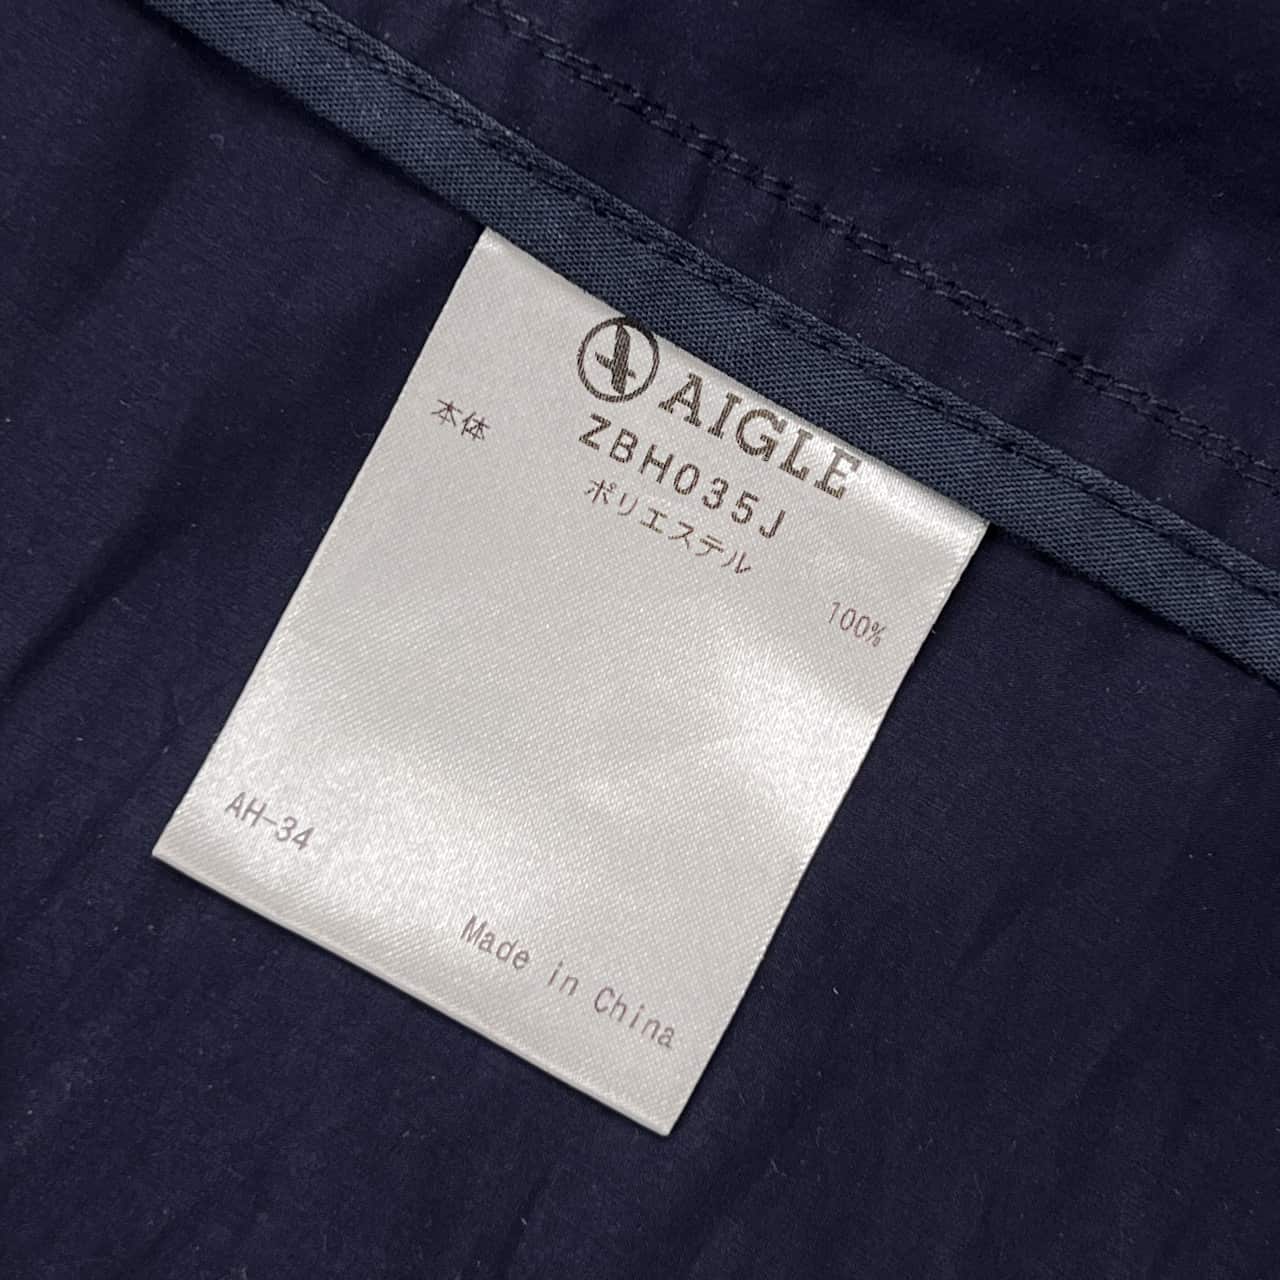 AIGLE
ZBH035J
本体 ポリエステル 100%
AH-34
Made in China